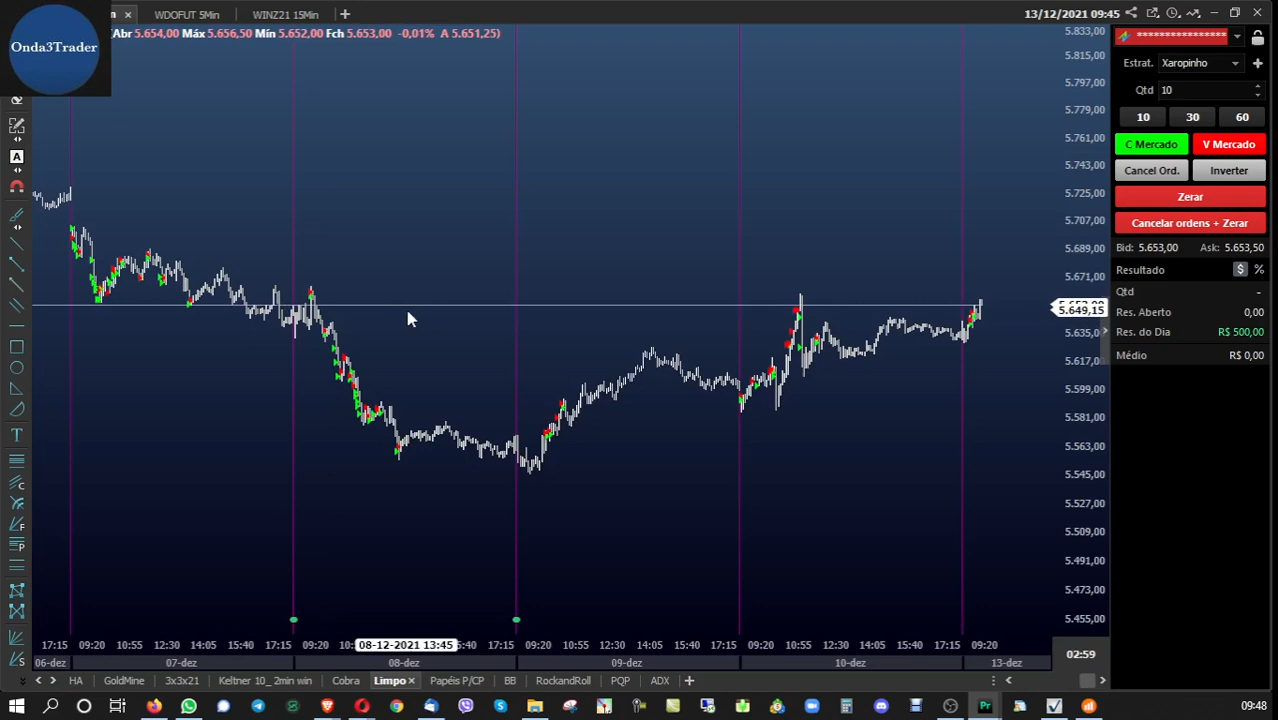 n ×
WDOFUT 5Min
WINZ21 15Min
+
13/12/2021 09:45
Onda3Trader
(Abr 5.654,00 Máx 5.656,50 Mín 5.652,00 Fch 5.653,00 -0,01% A 5.651,25)
5.833,00
5.815,00
5.797,00
5.779,00
5.761,00
5.743,00
5.725,00
5.707,00
5.689,00
5.671,00
5.649,15
5.635,00
5.617,00
5.599,00
5.581,00
5.563,00
5.545,00
5.527,00
5.509,00
5.491,00
5.473,00
5.455,00
****************
Estrat. Xaropinho
Qtd 10
10 30 60
C Mercado V Mercado
Cancel Ord. Inverter
Zerar
Cancelar ordens + Zerar
Bid: 5.653,00 Ask: 5.653,50
Resultado $ %
Qtd -
Res. Aberto 0,00
Res. do Dia R$ 500,00
Médio R$ 0,00
A
T
C
F
P
S
17:15 09:20 10:55 12:30 14:05 15:40 17:15 09:20 08-12-2021 13:45 17:15 09:20 10:55 12:30 14:05 15:40 17:15 09:20 10:55 12:30 14:05 15:40 17:15 09:20
06-dez 07-dez 08-dez 09-dez 10-dez 13-dez
02:59
HA GoldMine 3x3x21 Keltner 10_ 2min win Cobra Limpo × Papéis P/CP BB RockandRoll PQP ADX +
Pr
09:48